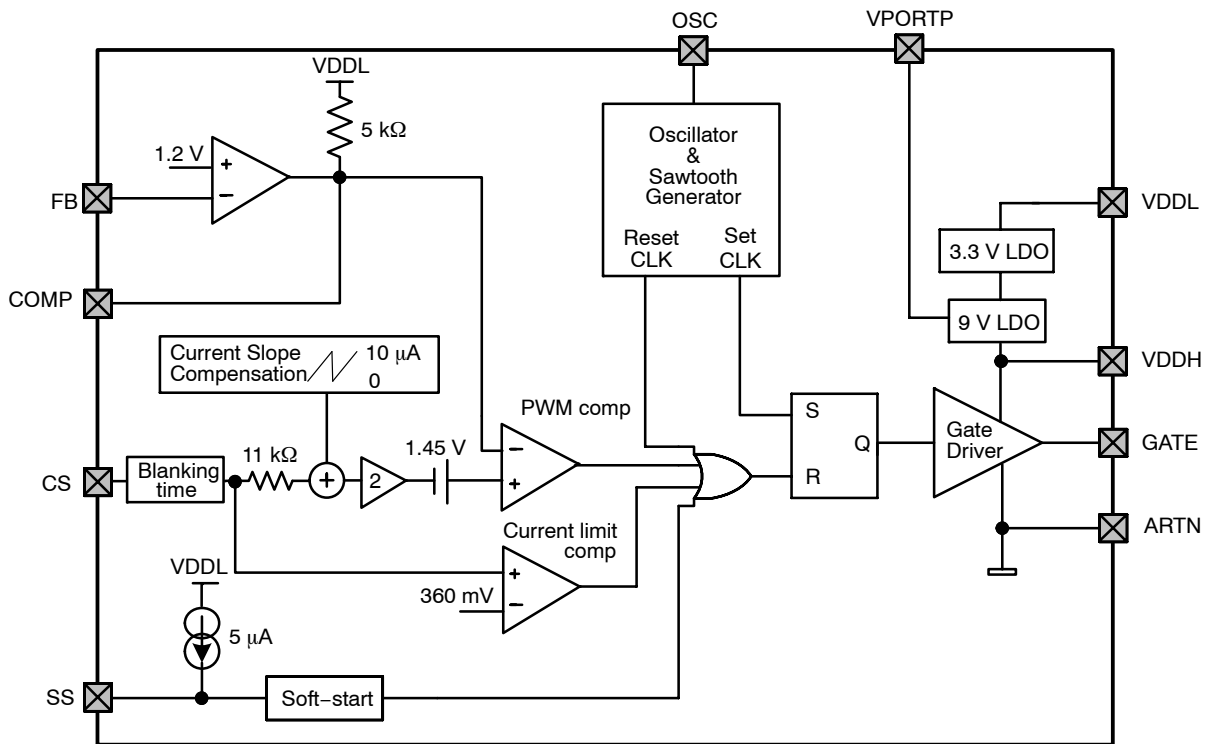 OSC
VPORTP
VDDL
5 kΩ
1.2 V
+
−
FB
COMP
Oscillator
&
Sawtooth
Generator
Reset
CLK
Set
CLK
VDDL
3.3 V LDO
9 V LDO
VDDH
Current Slope
Compensation
10 µA
0
PWM comp
1.45 V
−
+
11 kΩ
CS
Blanking
time
+
2
S
Q
R
Gate
Driver
GATE
ARTN
Current limit
comp
+
−
360 mV
VDDL
5 µA
SS
Soft−start